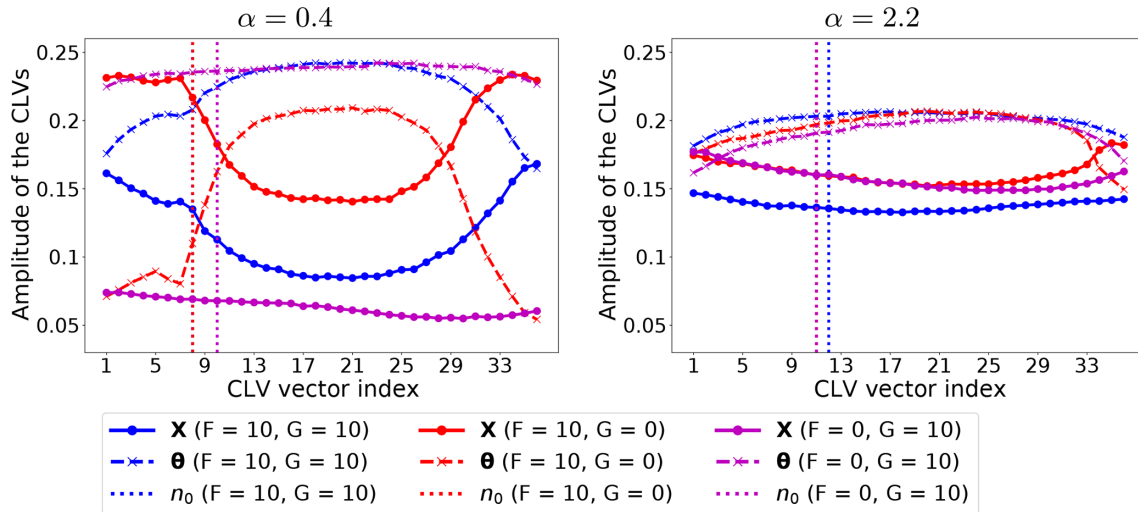 α = 0.4
α = 2.2
Amplitude of the CLVs
0.25
0.2
0.15
0.1
0.05
1 5 9 13 17 21 25 29 33
CLV vector index
Amplitude of the CLVs
0.25
0.2
0.15
0.1
0.05
1 5 9 13 17 21 25 29 33
CLV vector index
X (F = 10, G = 10)
θ (F = 10, G = 10)
n₀ (F = 10, G = 10)
X (F = 10, G = 0)
θ (F = 10, G = 0)
n₀ (F = 10, G = 0)
X (F = 0, G = 10)
θ (F = 0, G = 10)
n₀ (F = 0, G = 10)